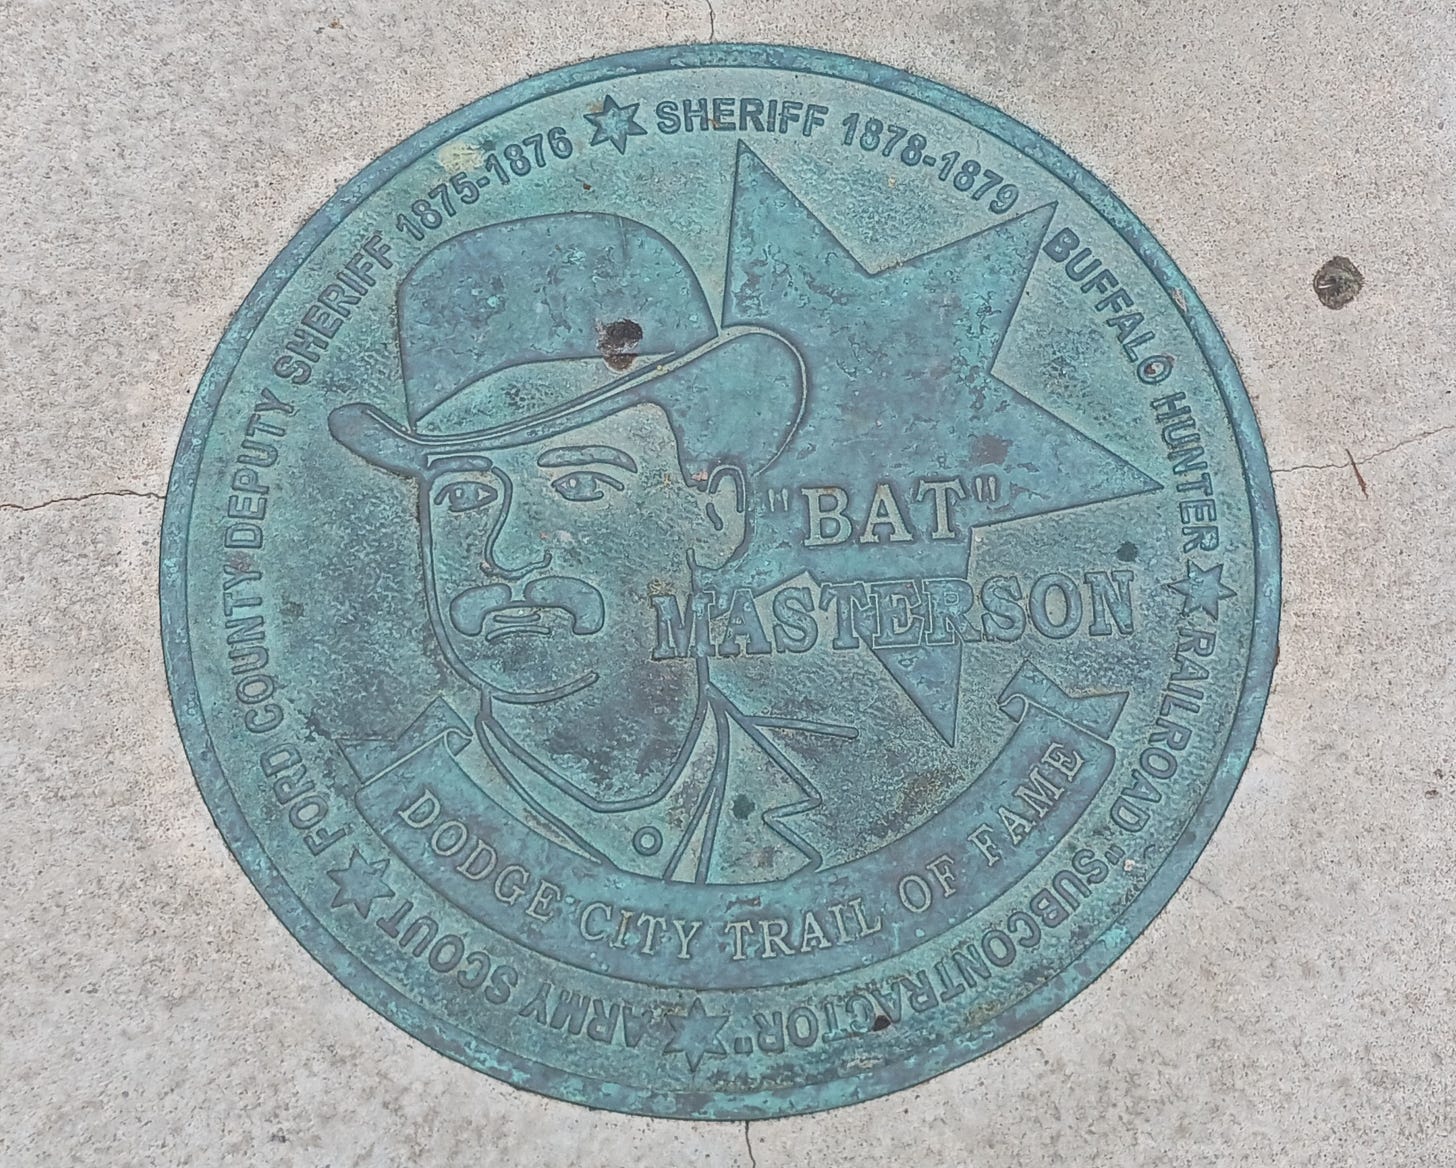 FORD COUNTY DEPUTY SHERIFF 1875-1876 ✶ SHERIFF 1878-1879 BUFFALO HUNTER ✶ RAILROAD "SUBCONTRACTOR" ✶ ARMY SCOUT ✶
"BAT"
MASTERSON
DODGE CITY TRAIL OF FAME